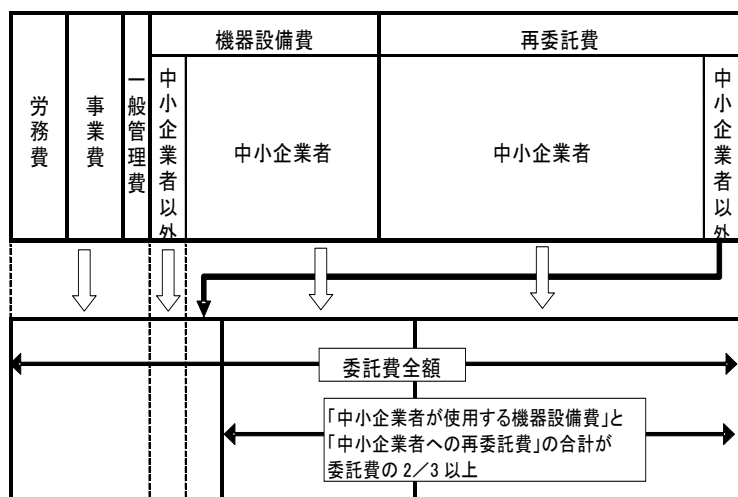 労務費
事業費
一般管理費
機器設備費
中小企業者以外
中小企業者
再委託費
中小企業者
中小企業者以外
委託費全額
「中小企業者が使用する機器設備費」と
「中小企業者への再委託費」の合計が
委託費の2／3以上